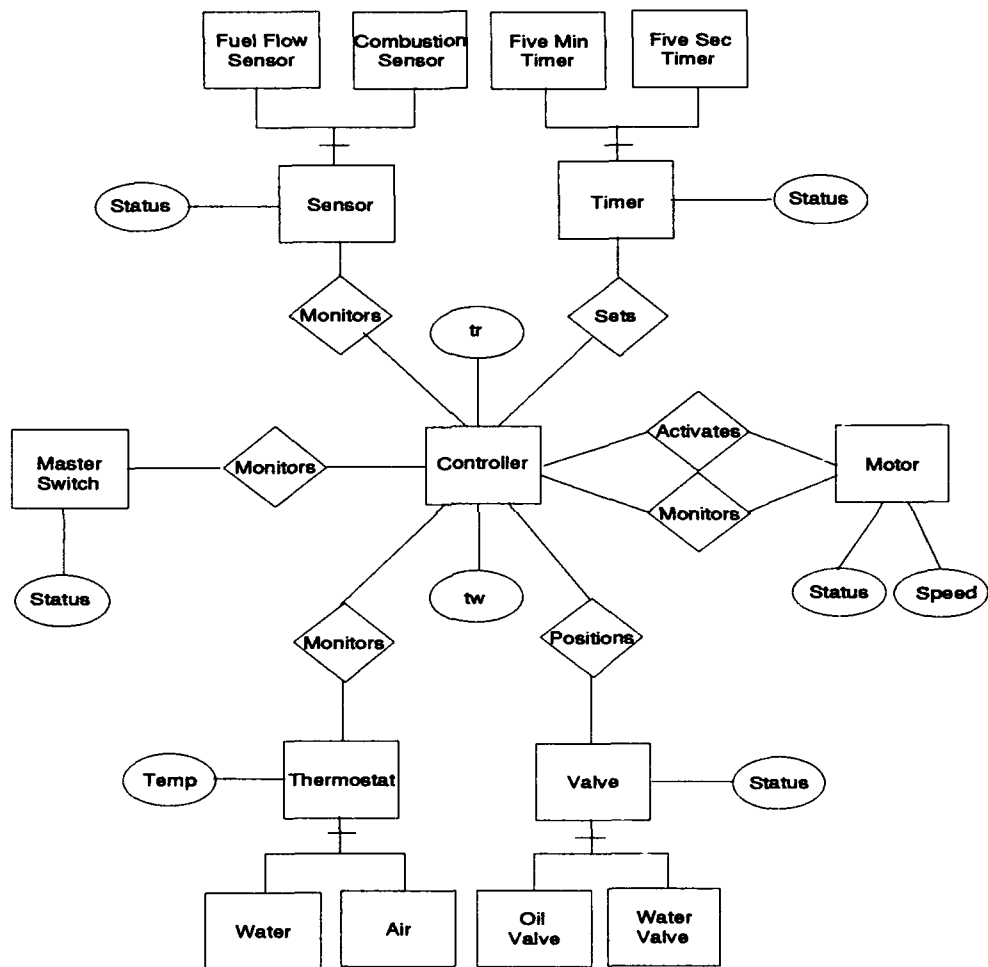 Fuel Flow
Sensor
Combustion
Sensor
Five Min
Timer
Five Sec
Timer
Status
Sensor
Timer
Status
Monitors
tr
Sets
Master
Switch
Monitors
Controller
Activates
Monitors
Motor
Status
tw
Status
Speed
Monitors
Positions
Temp
Thermostat
Valve
Status
Water
Air
Oil
Valve
Water
Valve